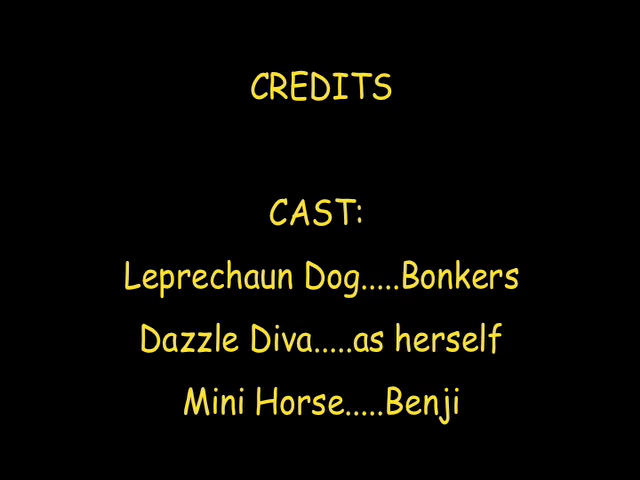 CREDITS
CAST:
Leprechaun Dog.....Bonkers
Dazzle Diva.....as herself
Mini Horse.....Benji